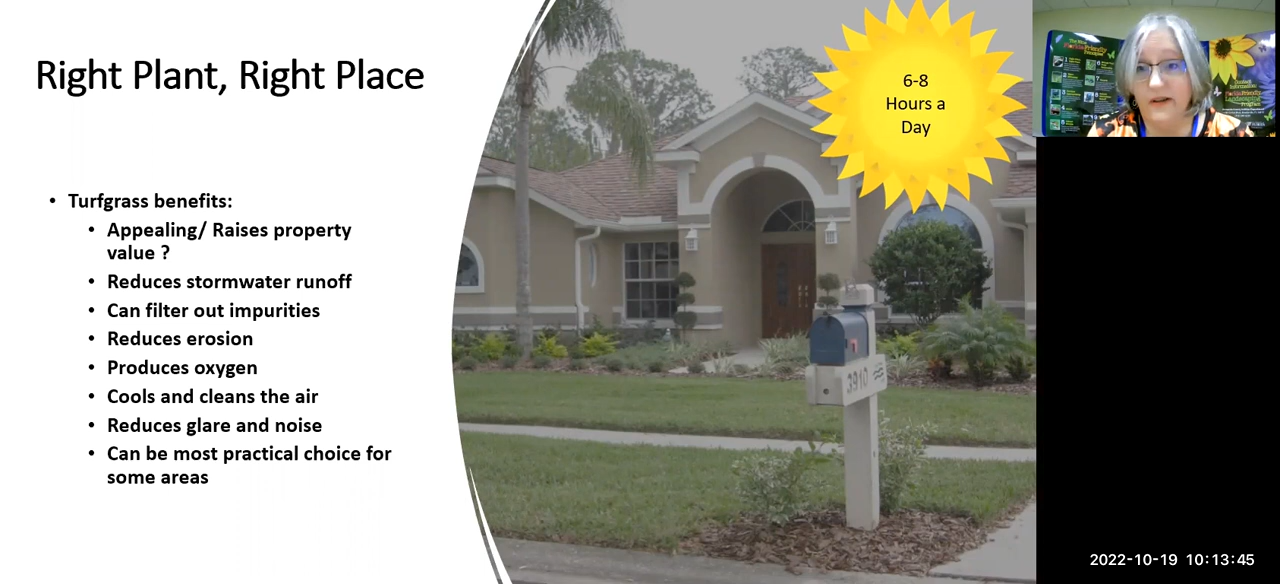 Right Plant, Right Place
• Turfgrass benefits:
• Appealing/ Raises property
value ?
• Reduces stormwater runoff
• Can filter out impurities
• Reduces erosion
• Produces oxygen
• Cools and cleans the air
• Reduces glare and noise
• Can be most practical choice for
some areas
6-8
Hours a
Day
3910
2022-10-19 10:13:45